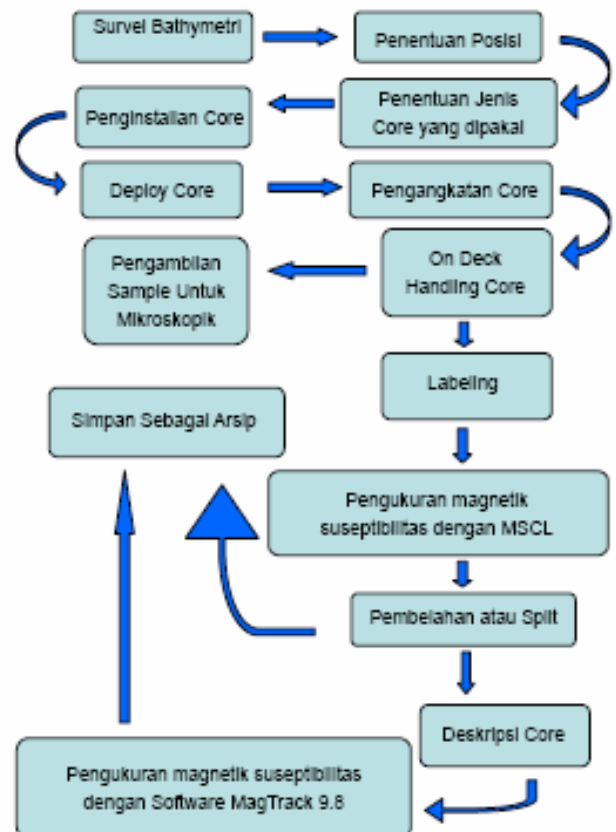 Survei Bathymetri
Penentuan Posisi
Penentuan Jenis
Core yang dipakai
Penginstallan Core
Deploy Core
Pengangkatan Core
On Deck
Handling Core
Pengambilan
Sample Untuk
Mikroskopik
Labeling
Simpan Sebagai Arsip
Pengukuran magnetik
suseptibilitas dengan MSCL
Pembelahan atau Split
Deskripsi Core
Pengukuran magnetik suseptibilitas
dengan Software MagTrack 9.8